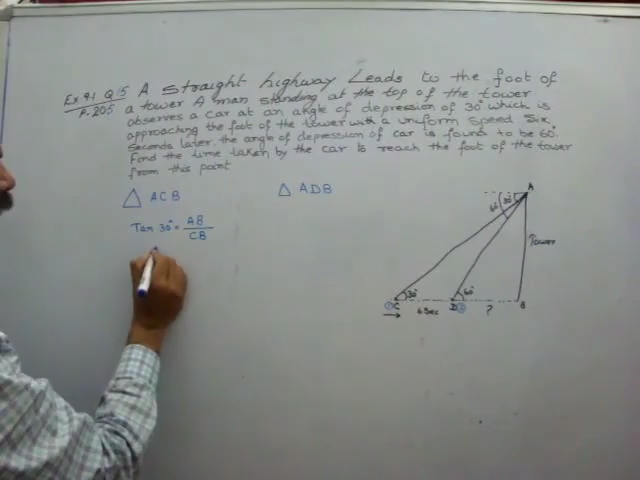 Ex 9.1 Q 15 A straight highway Leads to the foot of
P. 205 a tower A man standing at the top of the tower
observes a car at an angle of depression of 30° which is
approaching the foot of the tower with a uniform speed Six
Seconds later, the angle of depression of car is found to be 60°.
Find the time taken by the car to reach the foot of the tower
from this point
△ ACB △ ADB
Tan 30° = AB
CB
A
60° 30°
Tower
30° 60°
① C D ② B
6 Sec ?